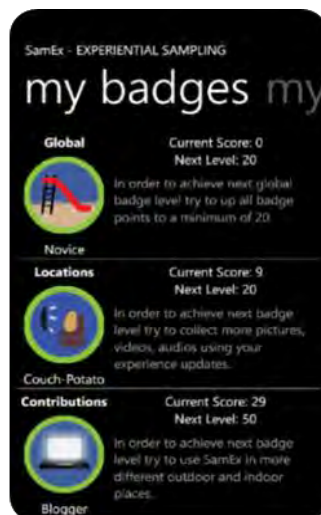 SamEx - EXPERIENTIAL SAMPLING
my badges my
Global
Current Score: 0
Next Level: 20
In order to achieve next global
badge level try to up all badge
points to a minimum of 20.
Novice
Locations
Current Score: 9
Next Level: 20
In order to achieve next badge
level try to collect more pictures,
videos, audios using your
experience updates.
Couch-Potato
Contributions
Current Score: 29
Next Level: 50
In order to achieve next badge
level try to use SamEx in more
different outdoor and indoor
places.
Blogger